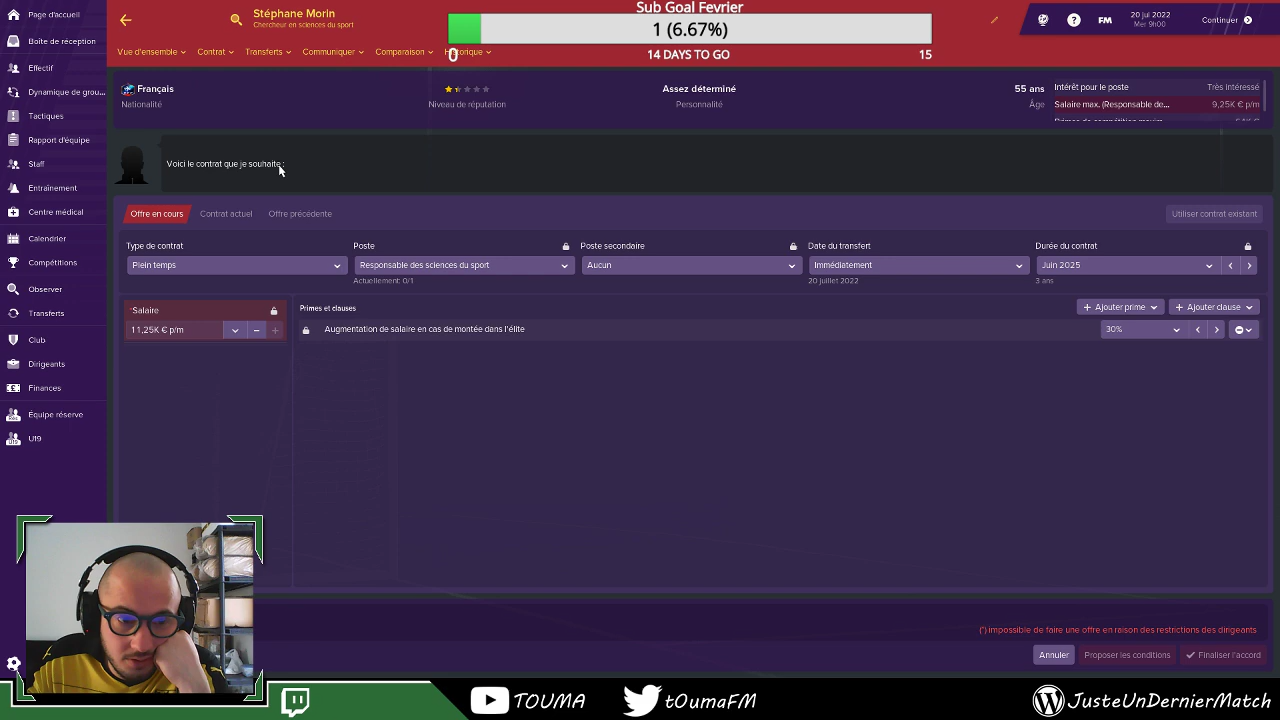 Page d'accueil
Boîte de réception
Effectif
Dynamique de grou...
Tactiques
Rapport d'équipe
Staff
Entraînement
Centre médical
Calendrier
Compétitions
Observer
Transferts
Club
Dirigeants
Finances
Équipe réserve
U19
Stéphane Morin
Chercheur en sciences du sport
Vue d'ensemble
Contrat
Transferts
Communiquer
Comparaison
Historique
Sub Goal Fevrier
1 (6.67%)
0
14 DAYS TO GO
15
FM
20 jul 2022
Mer 9h00
Continuer
Français
Nationalité
Niveau de réputation
Assez déterminé
Personnalité
55 ans
Âge
Intérêt pour le poste
Très intéressé
Salaire max. (Responsable de...
9,25K € p/m
Voici le contrat que je souhaite :
Offre en cours
Contrat actuel
Offre précédente
Utiliser contrat existant
Type de contrat
Poste
Poste secondaire
Date du transfert
Durée du contrat
Plein temps
Responsable des sciences du sport
Aucun
Immédiatement
Juin 2025
Actuellement: 0/1
20 juillet 2022
3 ans
*Salaire
11,25K € p/m
Primes et clauses
Ajouter prime
Ajouter clause
Augmentation de salaire en cas de montée dans l'élite
30%
(*) impossible de faire une offre en raison des restrictions des dirigeants
Annuler
Proposer les conditions
Finaliser l'accord
TOUMA
tOumaFM
JusteUnDernierMatch